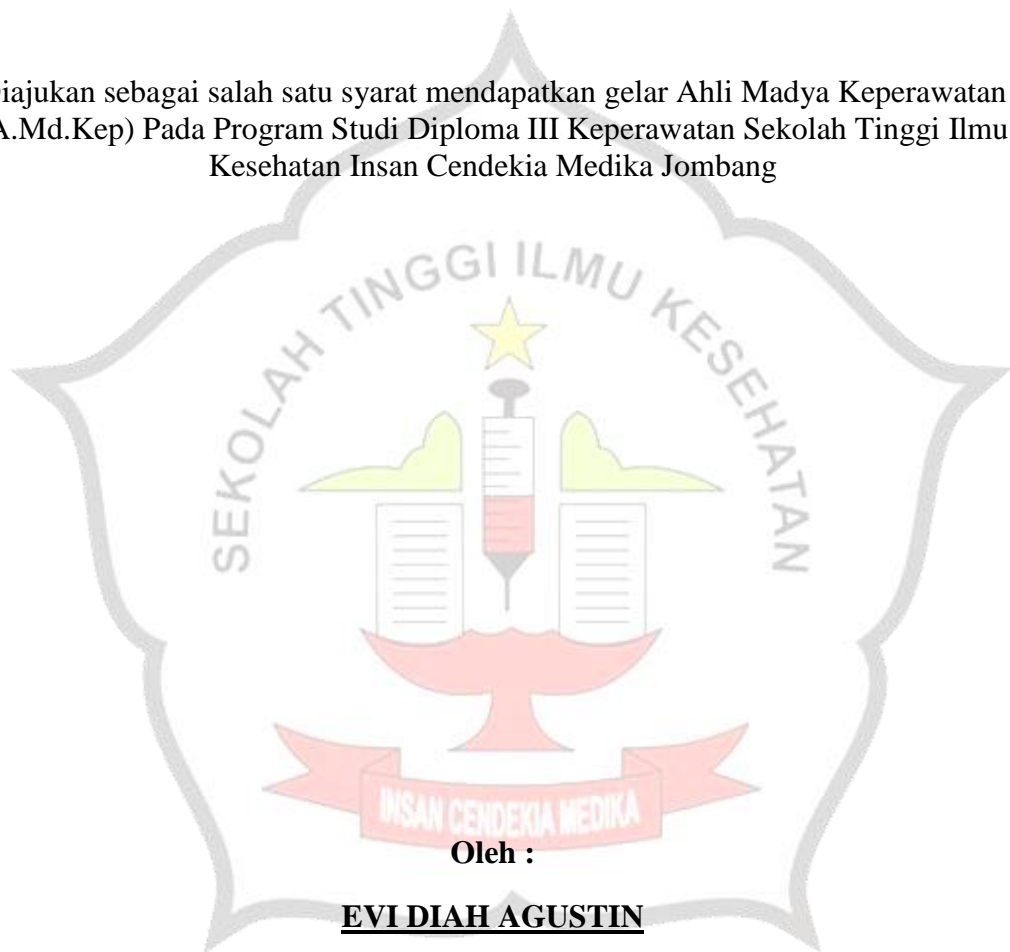 iajukan sebagai salah satu syarat mendapatkan gelar Ahli Madya Keperawatan
A.Md.Kep) Pada Program Studi Diploma III Keperawatan Sekolah Tinggi Ilmu
Kesehatan Insan Cendekia Medika Jombang
SEKOLAH TINGGI ILMU KESEHATAN
INSAN CENDEKIA MEDIKA
Oleh :
EVI DIAH AGUSTIN